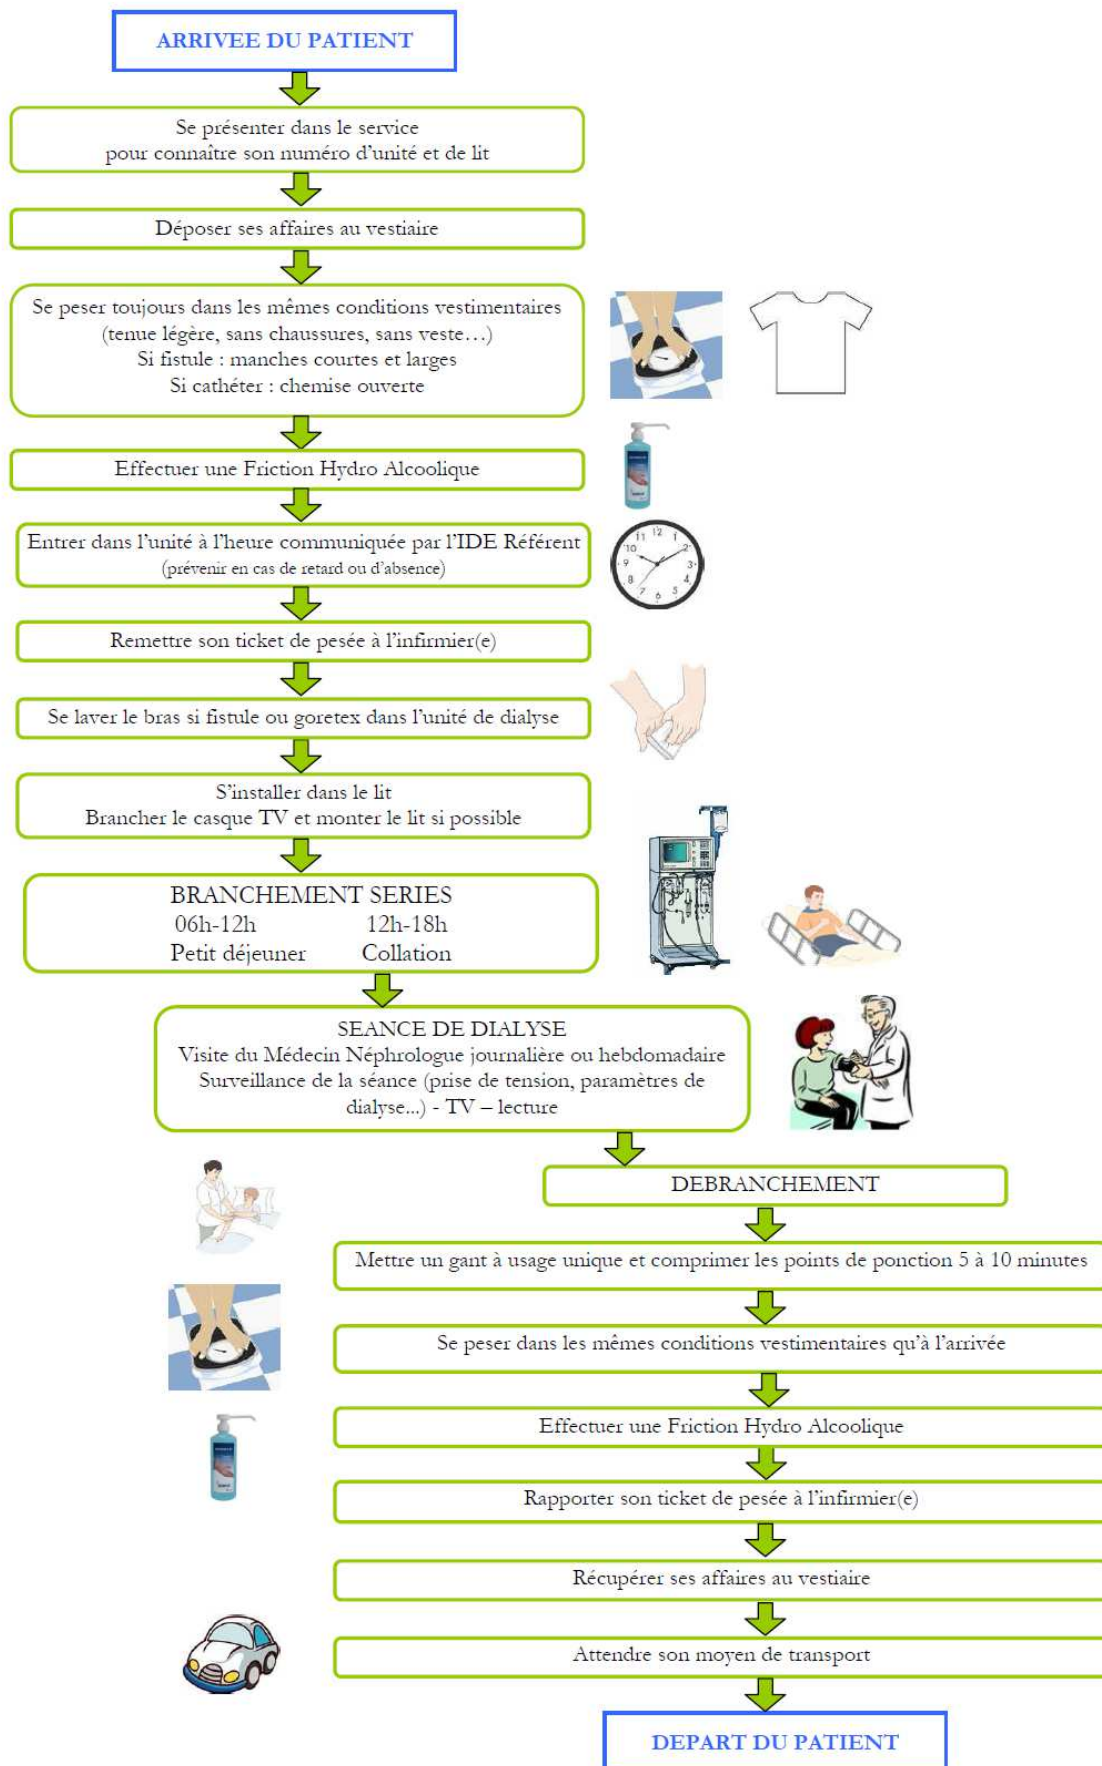 ARRIVEE DU PATIENT
Se présenter dans le service
pour connaître son numéro d'unité et de lit
Déposer ses affaires au vestiaire
Se peser toujours dans les mêmes conditions vestimentaires
(tenue légère, sans chaussures, sans veste…)
Si fistule : manches courtes et larges
Si cathéter : chemise ouverte
Effectuer une Friction Hydro Alcoolique
Entrer dans l'unité à l'heure communiquée par l'IDE Référent
(prévenir en cas de retard ou d'absence)
Remettre son ticket de pesée à l'infirmier(e)
Se laver le bras si fistule ou goretex dans l'unité de dialyse
S'installer dans le lit
Brancher le casque TV et monter le lit si possible
BRANCHEMENT SERIES
06h-12h 12h-18h
Petit déjeuner Collation
SEANCE DE DIALYSE
Visite du Médecin Néphrologue journalière ou hebdomadaire
Surveillance de la séance (prise de tension, paramètres de
dialyse...) - TV – lecture
DEBRANCHEMENT
Mettre un gant à usage unique et comprimer les points de ponction 5 à 10 minutes
Se peser dans les mêmes conditions vestimentaires qu'à l'arrivée
Effectuer une Friction Hydro Alcoolique
Rapporter son ticket de pesée à l'infirmier(e)
Récupérer ses affaires au vestiaire
Attendre son moyen de transport
DEPART DU PATIENT